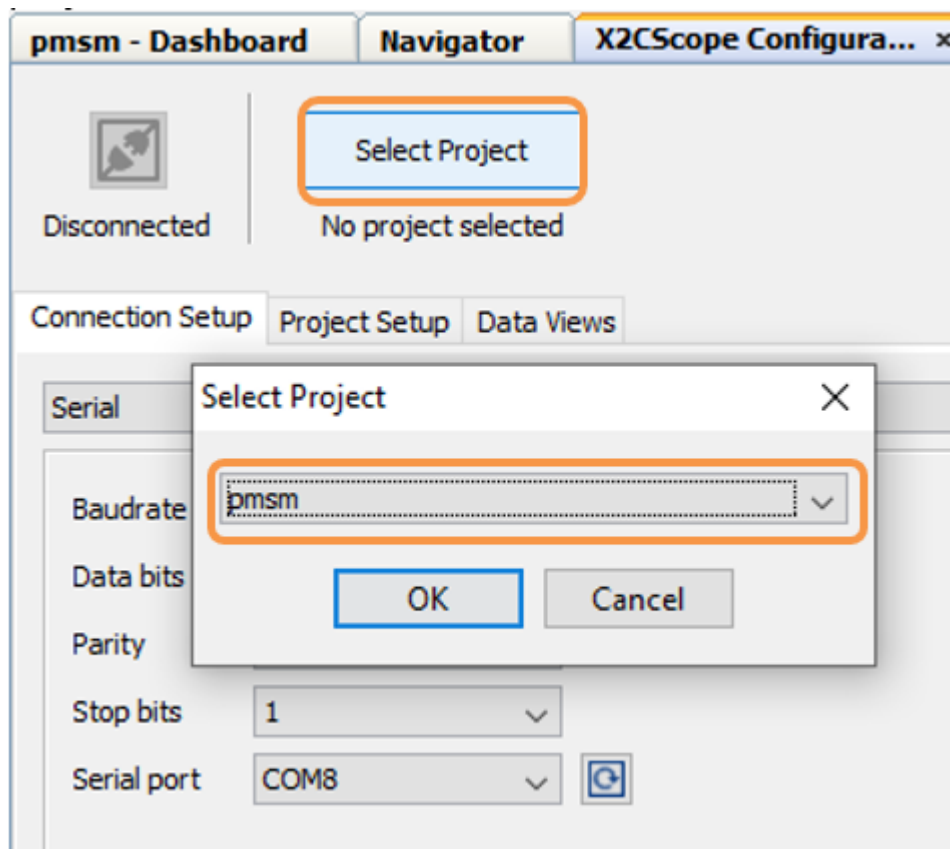 pmsm - Dashboard Navigator X2CScope Configura... ×
Select Project
Disconnected No project selected
Connection Setup Project Setup Data Views
Serial
Select Project
pmsm
OK Cancel
Baudrate
Data bits
Parity
Stop bits 1
Serial port COM8